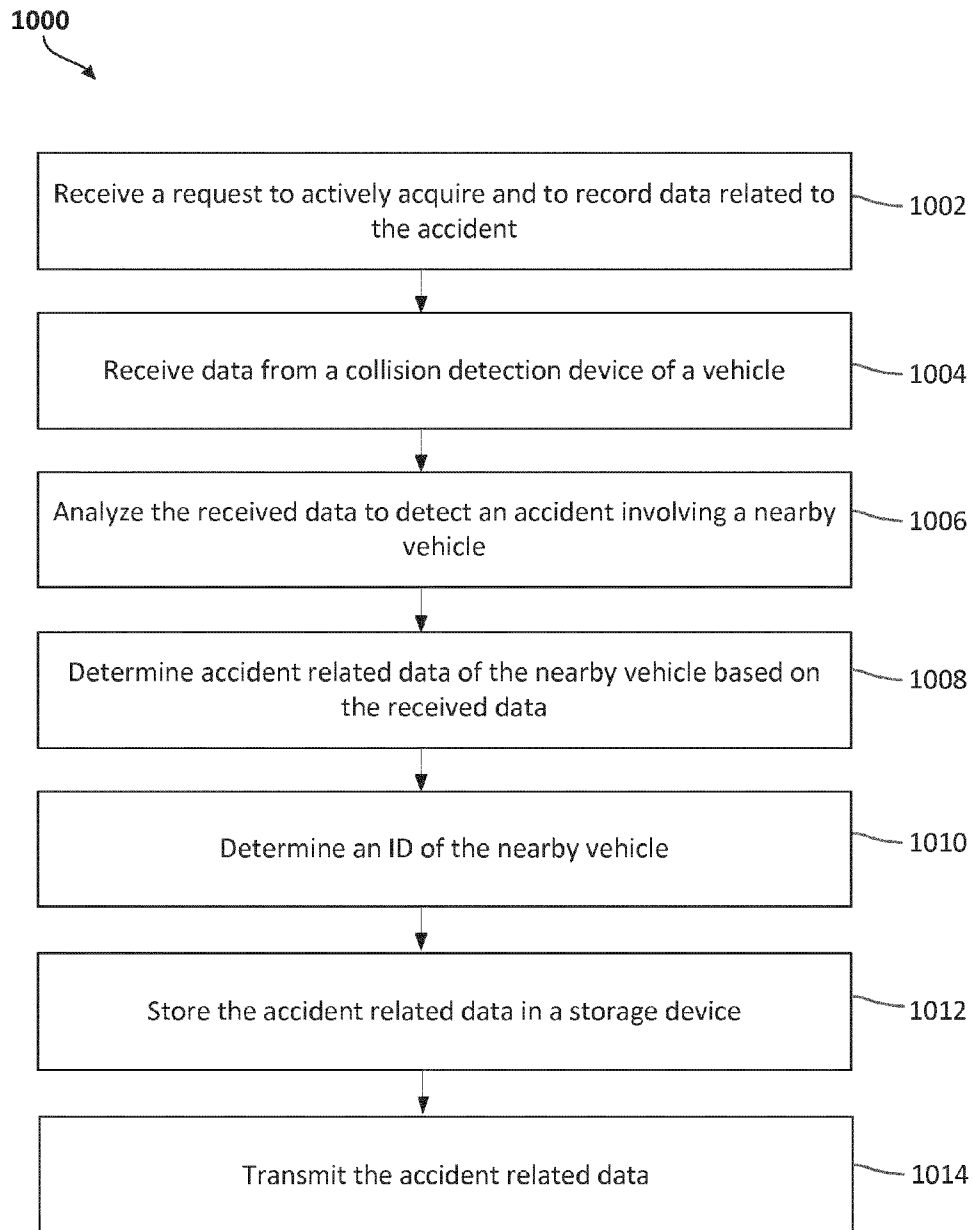 1000
Receive a request to actively acquire and to record data related to
the accident
1002
Receive data from a collision detection device of a vehicle
1004
Analyze the received data to detect an accident involving a nearby
vehicle
1006
Determine accident related data of the nearby vehicle based on
the received data
1008
Determine an ID of the nearby vehicle
1010
Store the accident related data in a storage device
1012
Transmit the accident related data
1014